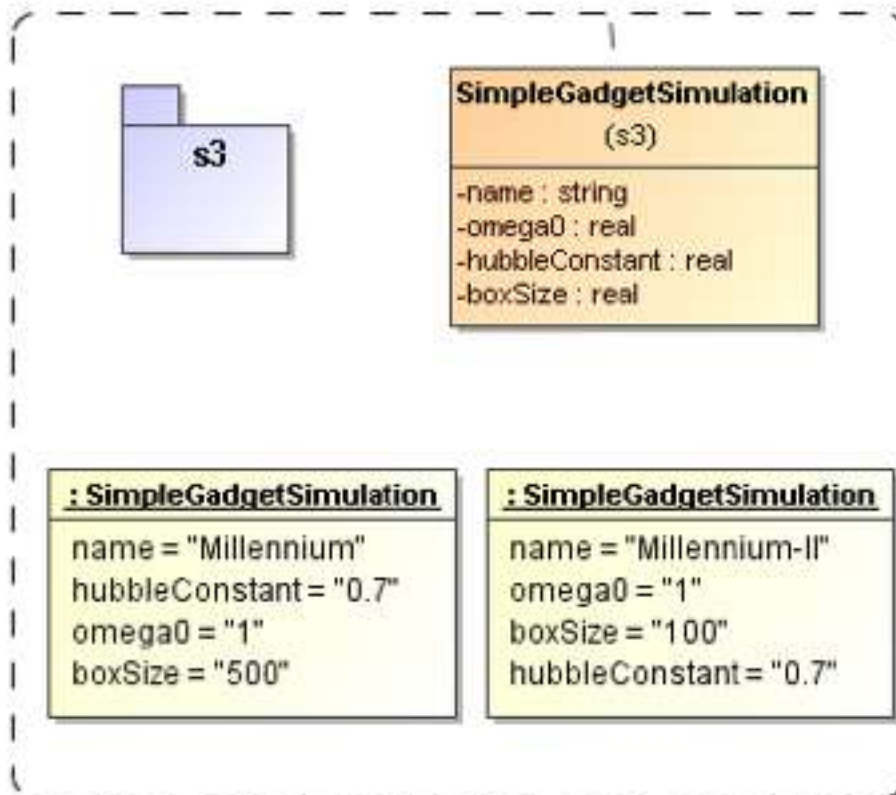 s3
SimpleGadgetSimulation
(s3)
-name : string
-omega0 : real
-hubbleConstant : real
-boxSize : real
: SimpleGadgetSimulation
name = "Millennium"
hubbleConstant = "0.7"
omega0 = "1"
boxSize = "500"
: SimpleGadgetSimulation
name = "Millennium-II"
omega0 = "1"
boxSize = "100"
hubbleConstant = "0.7"